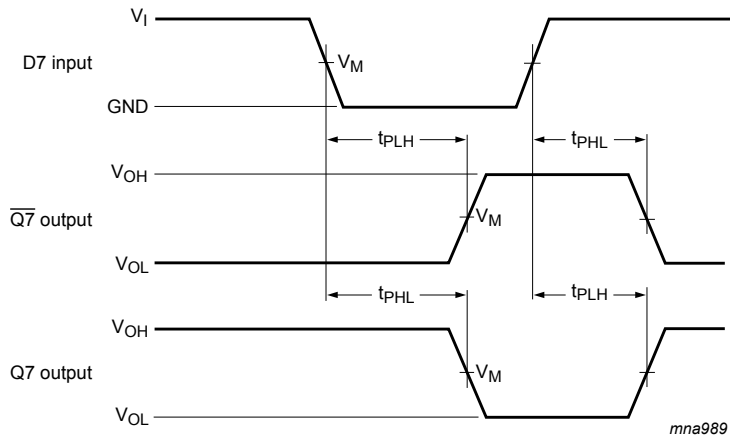 V_I
D7 input
V_M
GND
t_PLH
t_PHL
V_OH
Q7̅ output
V_M
V_OL
t_PHL
t_PLH
V_OH
Q7 output
V_M
V_OL
mna989